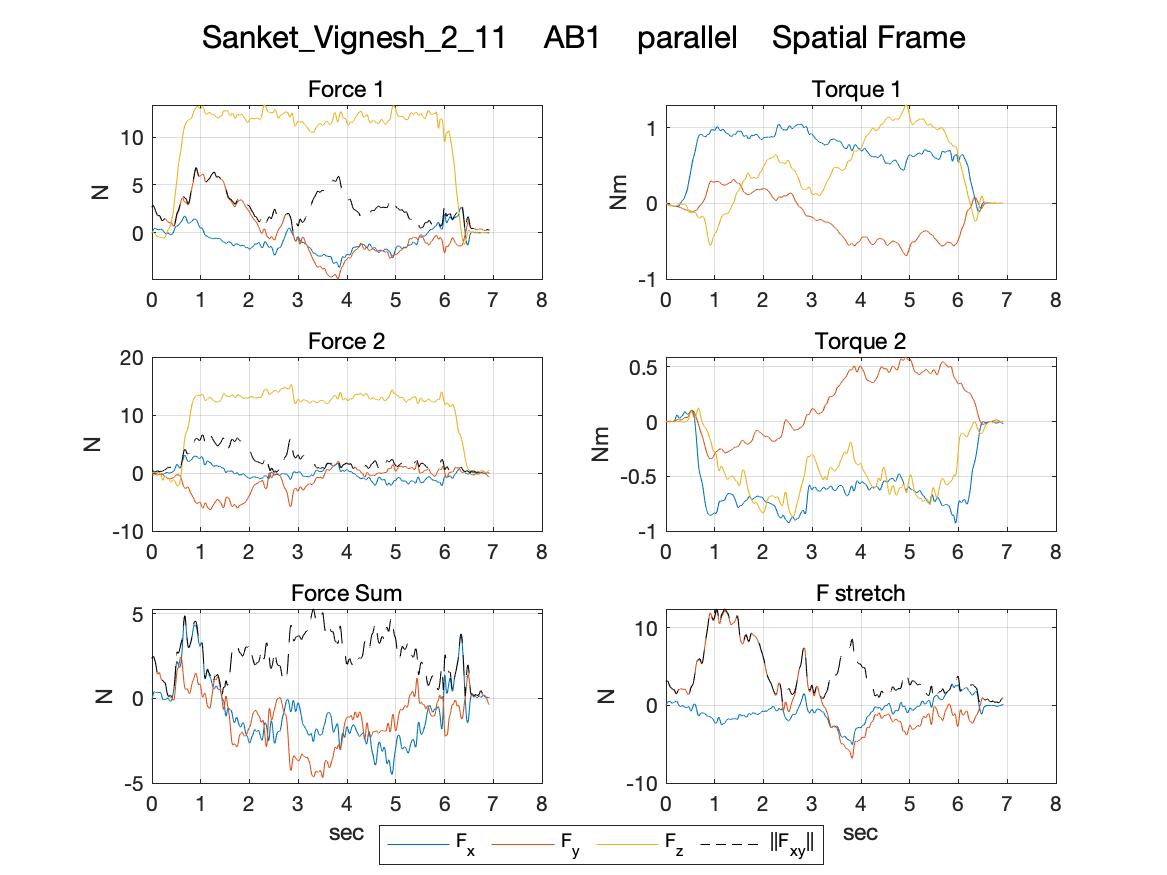 Sanket_Vignesh_2_11 AB1 parallel Spatial Frame
Force 1
Torque 1
N
10
5
0
0 1 2 3 4 5 6 7 8
Nm
1
0
-1
0 1 2 3 4 5 6 7 8
Force 2
Torque 2
N
20
10
0
-10
0 1 2 3 4 5 6 7 8
Nm
0.5
0
-0.5
-1
0 1 2 3 4 5 6 7 8
Force Sum
F stretch
N
5
0
-5
0 1 2 3 4 5 6 7 8
sec
N
10
0
-10
0 1 2 3 4 5 6 7 8
sec
F_x F_y F_z ||F_xy||